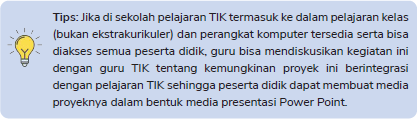 Tips: Jika di sekolah pelajaran TIK termasuk ke dalam pelajaran kelas
(bukan ekstrakurikuler) dan perangkat komputer tersedia serta bisa
diakses semua peserta didik, guru bisa mendiskusikan kegiatan ini
dengan guru TIK tentang kemungkinan proyek ini berintegrasi
dengan pelajaran TIK sehingga peserta didik dapat membuat media
proyeknya dalam bentuk media presentasi Power Point.